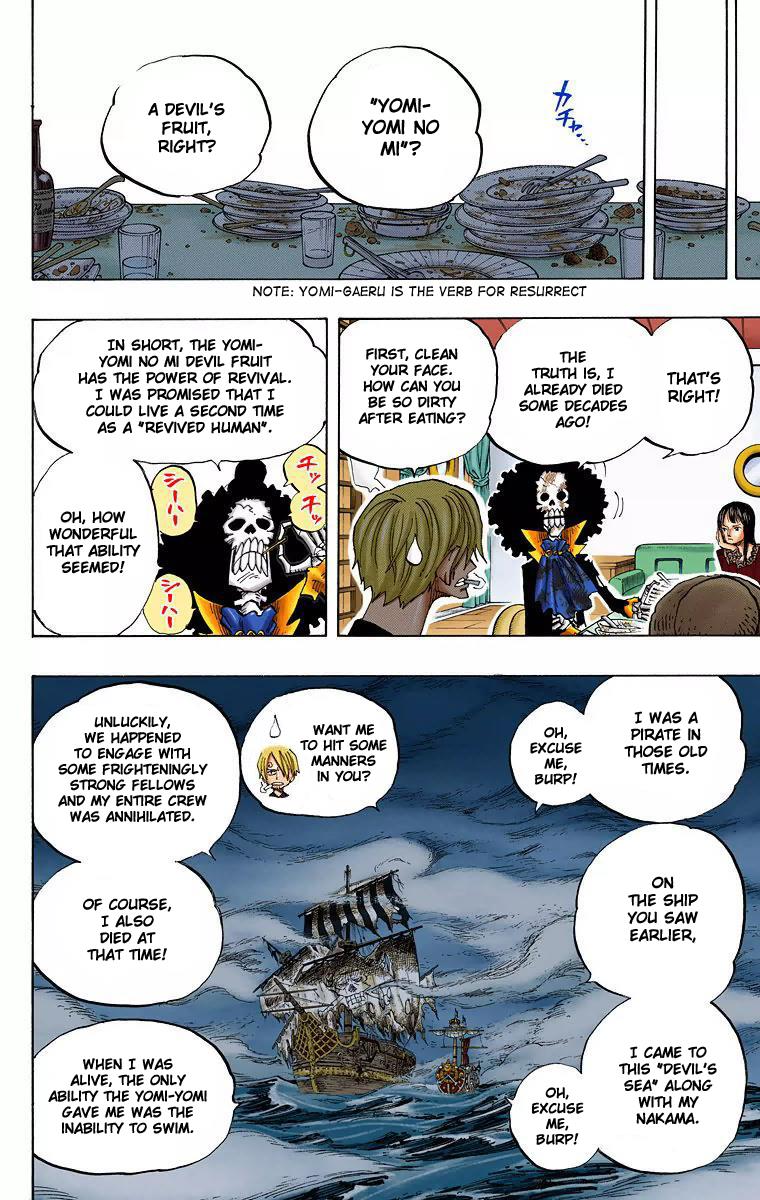 "YOMI-
YOMI NO
MI"?
カチャ…
A DEVIL'S
FRUIT,
RIGHT?
NOTE: YOMI-GAERU IS THE VERB FOR RESURRECT
THAT'S
RIGHT!
THE
TRUTH IS, I
ALREADY DIED
SOME DECADES
AGO!
FIRST, CLEAN
YOUR FACE.
HOW CAN YOU
BE SO DIRTY
AFTER EATING?
IN SHORT, THE YOMI-
YOMI NO MI DEVIL FRUIT
HAS THE POWER OF REVIVAL.
I WAS PROMISED THAT I
COULD LIVE A SECOND TIME
AS A "REVIVED HUMAN".
チッ
チッ
シーハー
シーハー
OH, HOW
WONDERFUL
THAT ABILITY
SEEMED!
I WAS A
PIRATE IN
THOSE OLD
TIMES.
OH,
EXCUSE
ME,
BURP!
WANT ME
TO HIT SOME
MANNERS
IN YOU?
ON
THE SHIP
YOU SAW
EARLIER,
I CAME TO
THIS "DEVIL'S
SEA" ALONG
WITH MY
NAKAMA.
OH,
EXCUSE
ME,
BURP!
UNLUCKILY,
WE HAPPENED
TO ENGAGE WITH
SOME FRIGHTENINGLY
STRONG FELLOWS
AND MY ENTIRE CREW
WAS ANNIHILATED.
OF COURSE,
I ALSO
DIED AT
THAT TIME!
WHEN I WAS
ALIVE, THE ONLY
ABILITY THE YOMI-YOMI
GAVE ME WAS THE
INABILITY TO SWIM.